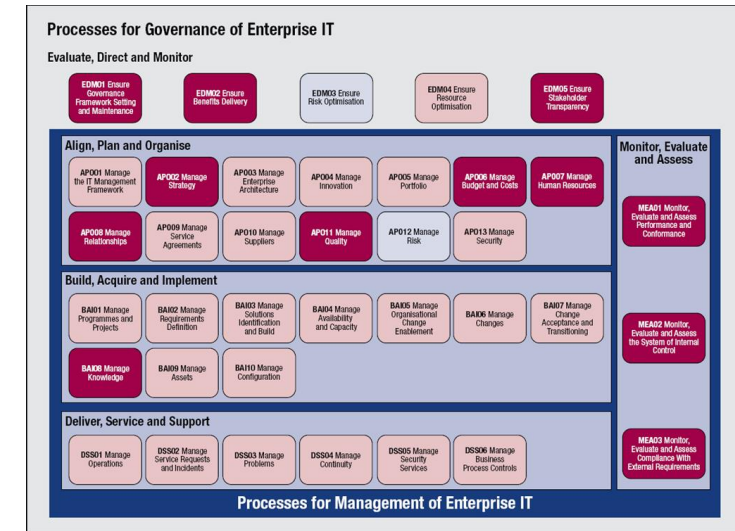 Processes for Governance of Enterprise IT
Evaluate, Direct and Monitor
EDM01 Ensure
Governance
Framework Setting
and Maintenance
EDM02 Ensure
Benefits Delivery
EDM03 Ensure
Risk Optimisation
EDM04 Ensure
Resource
Optimisation
EDM05 Ensure
Stakeholder
Transparency
Align, Plan and Organise
APO01 Manage
the IT Management
Framework
APO02 Manage
Strategy
APO03 Manage
Enterprise
Architecture
APO04 Manage
Innovation
APO05 Manage
Portfolio
APO06 Manage
Budget and Costs
APO07 Manage
Human Resources
APO08 Manage
Relationships
APO09 Manage
Service
Agreements
APO10 Manage
Suppliers
APO11 Manage
Quality
APO12 Manage
Risk
APO13 Manage
Security
Build, Acquire and Implement
BAI01 Manage
Programmes and
Projects
BAI02 Manage
Requirements
Definition
BAI03 Manage
Solutions
Identification
and Build
BAI04 Manage
Availability
and Capacity
BAI05 Manage
Organisational
Change
Enablement
BAI06 Manage
Changes
BAI07 Manage
Change
Acceptance and
Transitioning
BAI08 Manage
Knowledge
BAI09 Manage
Assets
BAI10 Manage
Configuration
Deliver, Service and Support
DSS01 Manage
Operations
DSS02 Manage
Service Requests
and Incidents
DSS03 Manage
Problems
DSS04 Manage
Continuity
DSS05 Manage
Security
Services
DSS06 Manage
Business
Process Controls
Monitor, Evaluate
and Assess
MEA01 Monitor,
Evaluate and Assess
Performance and
Conformance
MEA02 Monitor,
Evaluate and Assess
the System of Internal
Control
MEA03 Monitor,
Evaluate and Assess
Compliance With
External Requirements
Processes for Management of Enterprise IT